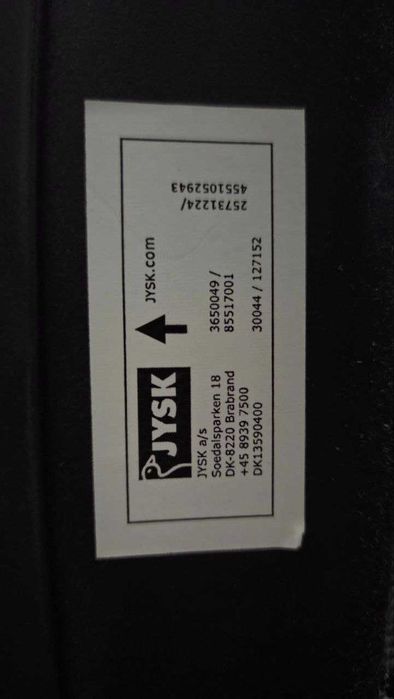 JYSK
JYSK.com
JYSK a/s
Soedalsparken 18
DK-8220 Brabrand
+45 8939 7500
DK13590400
3650049 /
85517001
30044 / 127152
25731224/
4551052943